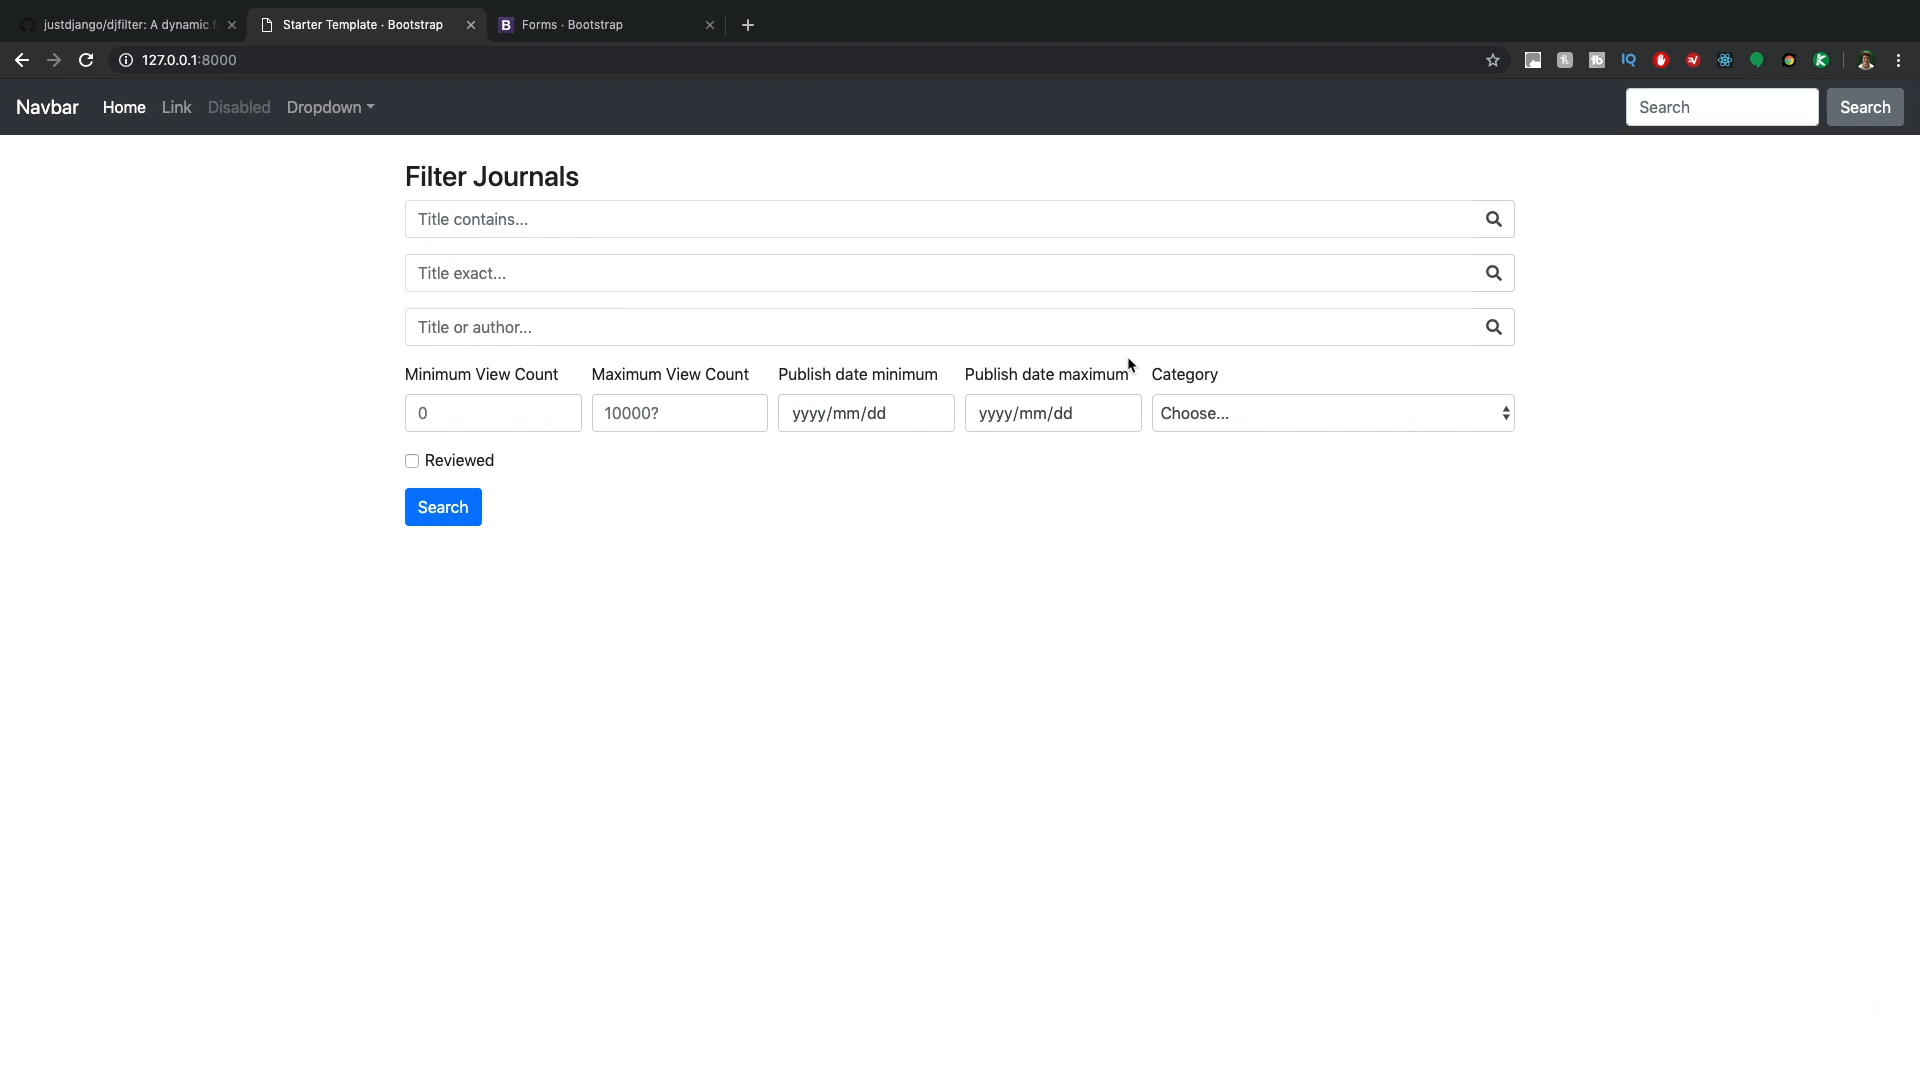 justdjango/djfilter: A dynamic f
Starter Template · Bootstrap
B Forms · Bootstrap
127.0.0.1:8000
Navbar Home Link Disabled Dropdown
Search Search
Filter Journals
Title contains...
Title exact...
Title or author...
Minimum View Count Maximum View Count Publish date minimum Publish date maximum Category
0 10000? yyyy/mm/dd yyyy/mm/dd Choose...
Reviewed
Search